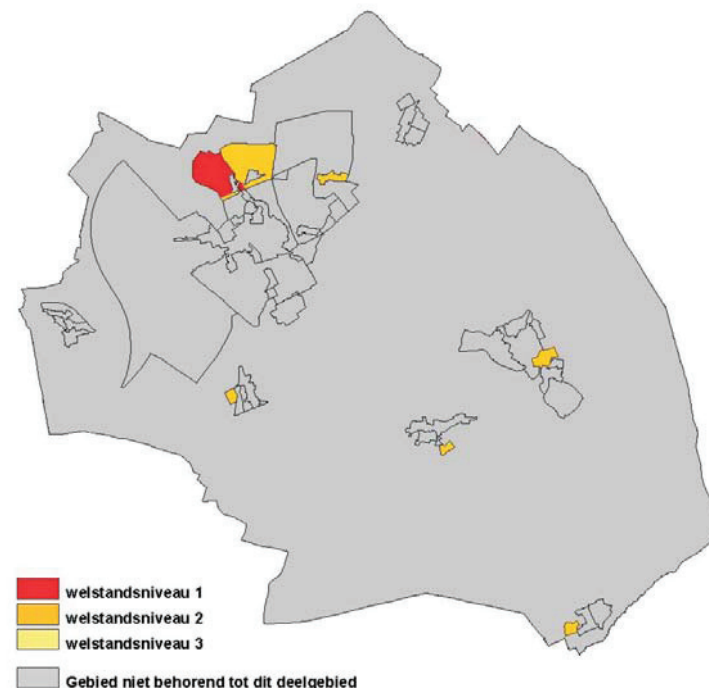 welstandsniveau 1
welstandsniveau 2
welstandsniveau 3
Gebied niet behorend tot dit deelgebied